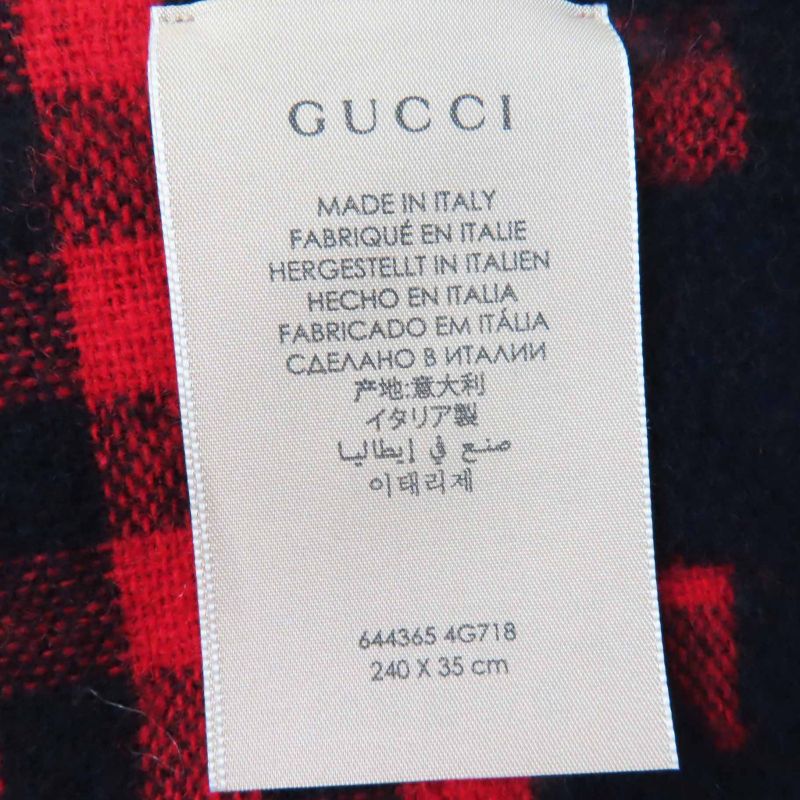 GUCCI
MADE IN ITALY
FABRIQUÉ EN ITALIE
HERGESTELLT IN ITALIEN
HECHO EN ITALIA
FABRICADO EM ITÁLIA
СДЕЛАНО В ИТАЛИИ
产地:意大利
イタリア製
صنع في إيطاليا
이태리제
644365 4G718
240 X 35 cm